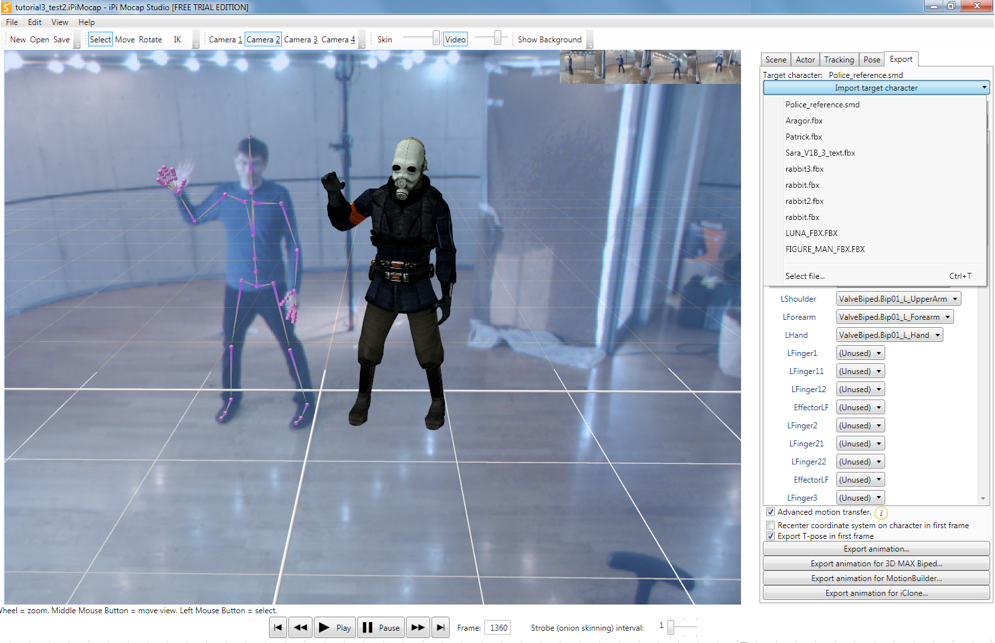 tutorial3_test2.iPiMocap - iPi Mocap Studio [FREE TRIAL EDITION]
File Edit View Help
New Open Save Select Move Rotate IK Camera 1 Camera 2 Camera 3 Camera 4 Skin Video Show Background
Scene Actor Tracking Pose Export
Target character: Police_reference.smd
Import target character
Police_reference.smd
Aragor.fbx
Patrick.fbx
Sara_V1B_3_text.fbx
rabbit3.fbx
rabbit.fbx
rabbit2.fbx
rabbit.fbx
LUNA_FBX.FBX
FIGURE_MAN_FBX.FBX
Select file... Ctrl+T
LShoulder ValveBiped.Bip01_L_UpperArm
LForearm ValveBiped.Bip01_L_Forearm
LHand ValveBiped.Bip01_L_Hand
LFinger1 (Unused)
LFinger11 (Unused)
LFinger12 (Unused)
EffectorLF (Unused)
LFinger2 (Unused)
LFinger21 (Unused)
LFinger22 (Unused)
EffectorLF (Unused)
LFinger3 (Unused)
Advanced motion transfer. ?
Recenter coordinate system on character in first frame
Export T-pose in first frame
Export animation...
Export animation for 3D MAX Biped...
Export animation for MotionBuilder...
Export animation for iClone...
Wheel = zoom. Middle Mouse Button = move view. Left Mouse Button = select.
Play Pause Frame: 1360 Strobe (onion skinning) interval: 1